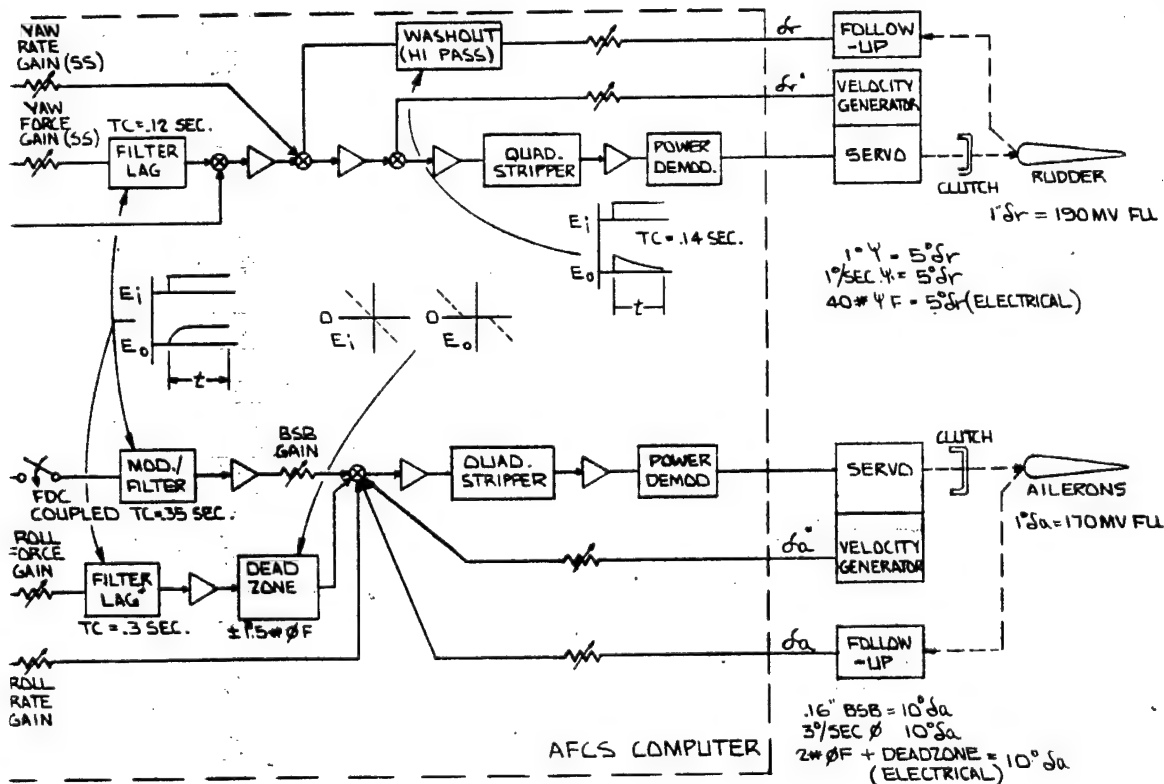 YAW
RATE
GAIN (SS)
YAW
FORCE
GAIN (SS)
TC=.12 SEC.
FILTER
LAG
WASHOUT
(HI PASS)
δr
FOLLOW
-UP
δr°
VELOCITY
GENERATOR
QUAD.
STRIPPER
POWER
DEMOD.
SERVO
CLUTCH
RUDDER
1° δr = 190 MV FLL
Ei
Eo
t
TC=.14 SEC.
1° Ψ = 5° δr
1°/SEC. Ψ = 5° δr
40# Ψ F = 5° δr (ELECTRICAL)
Ei
Eo
t
O
Ei
O
Eo
FDC
COUPLED
MOD./
FILTER
TC=.35 SEC.
BSB
GAIN
QUAD.
STRIPPER
POWER
DEMOD
SERVO
CLUTCH
AILERONS
1° δa = 170 MV FLL
δa°
VELOCITY
GENERATOR
ROLL
FORCE
GAIN
FILTER
LAG
TC=.3 SEC.
DEAD
ZONE
±1.5# ØF
ROLL
RATE
GAIN
δa
FOLLOW
-UP
.16" BSB = 10° δa
3°/SEC Ø 10° δa
2# ØF + DEADZONE = 10° δa
(ELECTRICAL)
AFCS COMPUTER